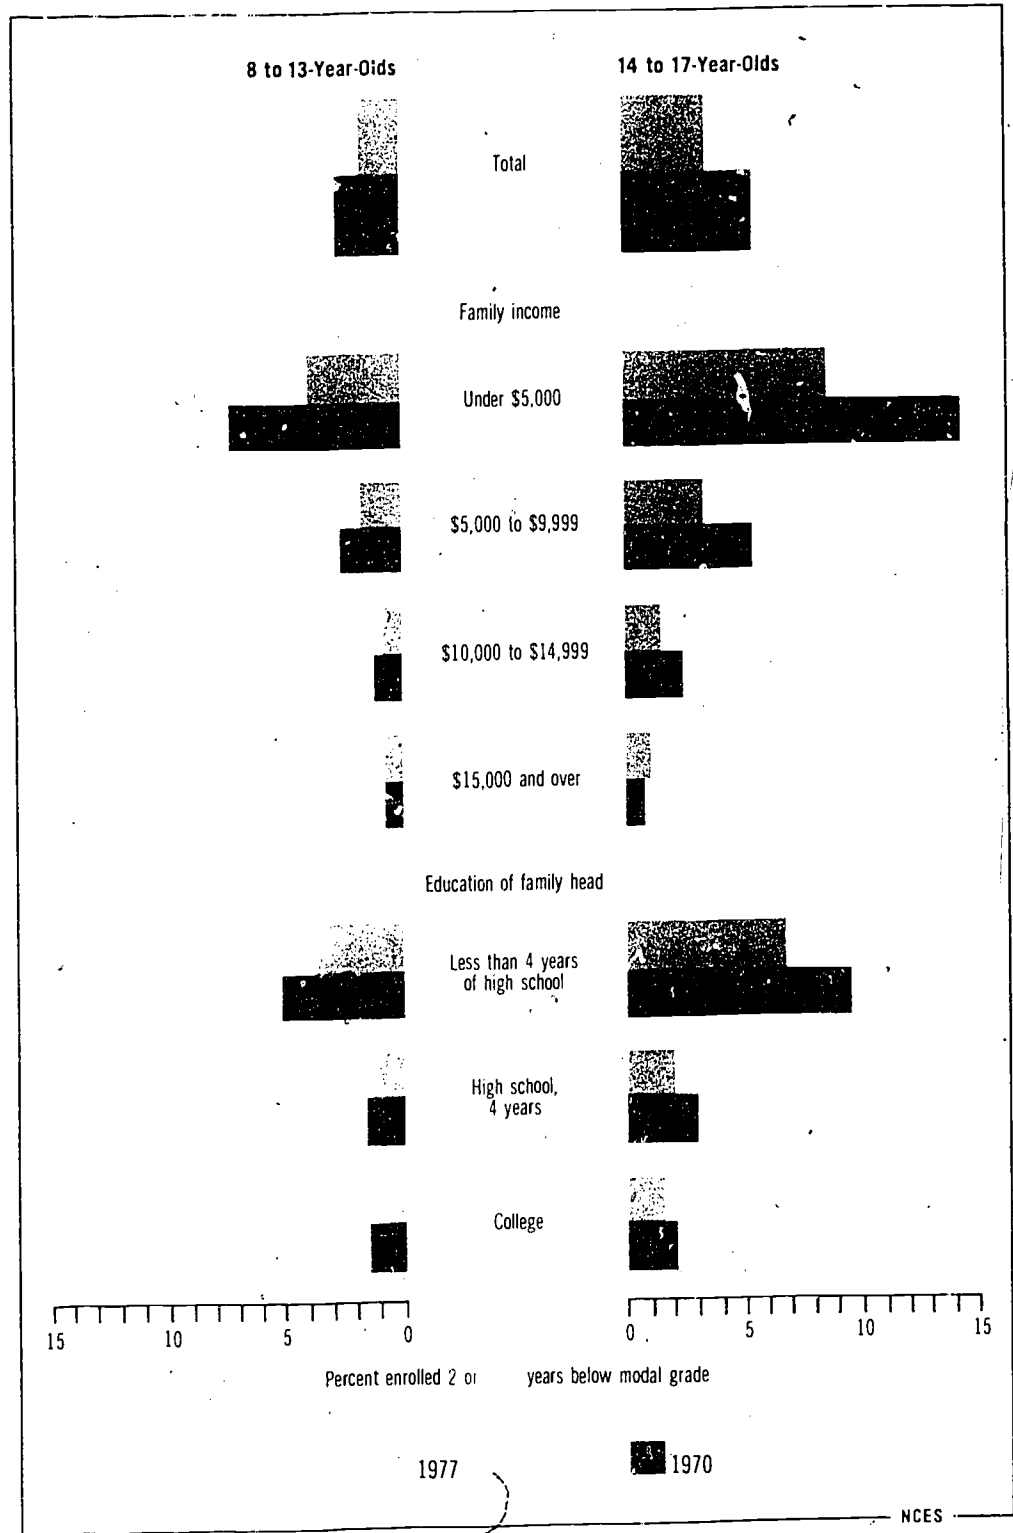 8 to 13-Year-Olds
14 to 17-Year-Olds
Total
Family income
Under $5,000
$5,000 to $9,999
$10,000 to $14,999
$15,000 and over
Education of family head
Less than 4 years
of high school
High school,
4 years
College
15 10 5 0
0 5 10 15
Percent enrolled 2 or years below modal grade
1977
1970
NCES